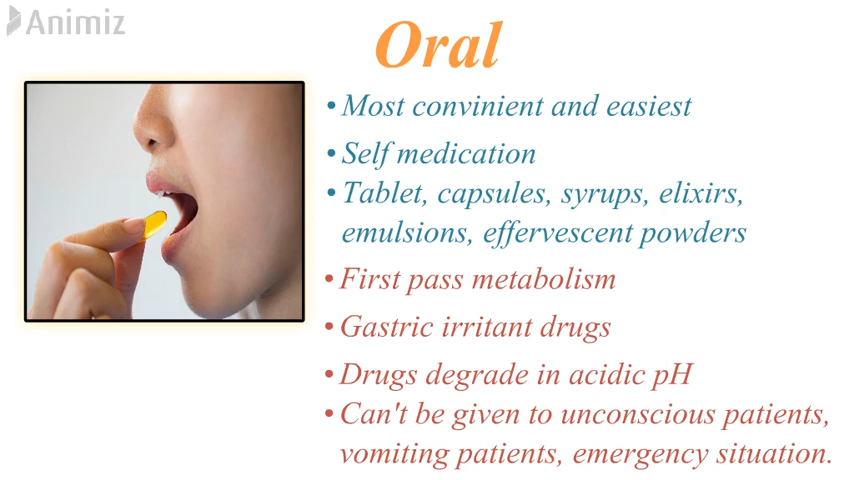 Animiz
Oral
• Most convinient and easiest
• Self medication
• Tablet, capsules, syrups, elixirs,
emulsions, effervescent powders
• First pass metabolism
• Gastric irritant drugs
• Drugs degrade in acidic pH
• Can't be given to unconscious patients,
vomiting patients, emergency situation.